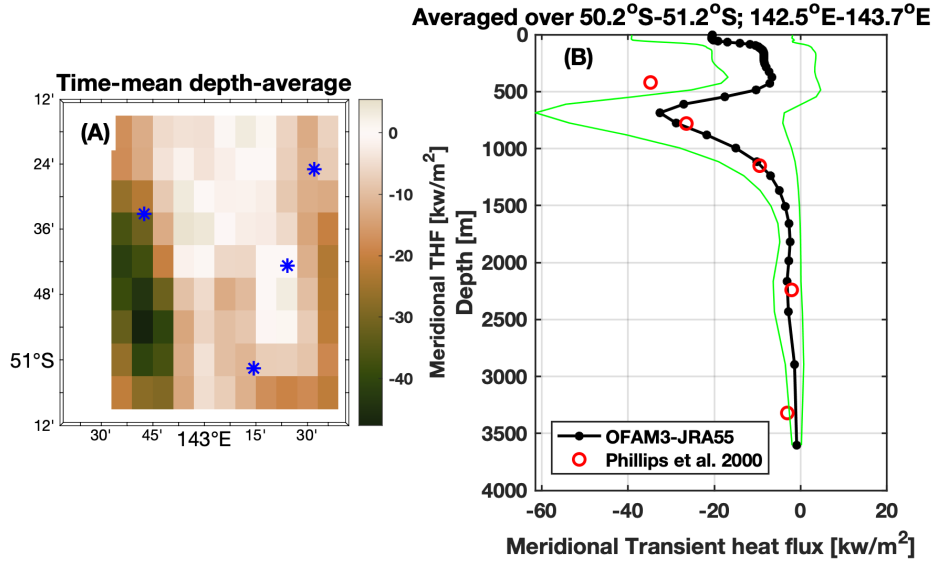 Averaged over 50.2°S-51.2°S; 142.5°E-143.7°E
Time-mean depth-average
(A)
12'
24'
36'
48'
51°S
12'
30'
45'
143°E
15'
30'
0
-10
-20
-30
-40
Meridional THF [kw/m²]
(B)
0
500
1000
1500
2000
2500
3000
3500
4000
Depth [m]
OFAM3-JRA55
Phillips et al. 2000
-60
-40
-20
0
20
Meridional Transient heat flux [kw/m²]